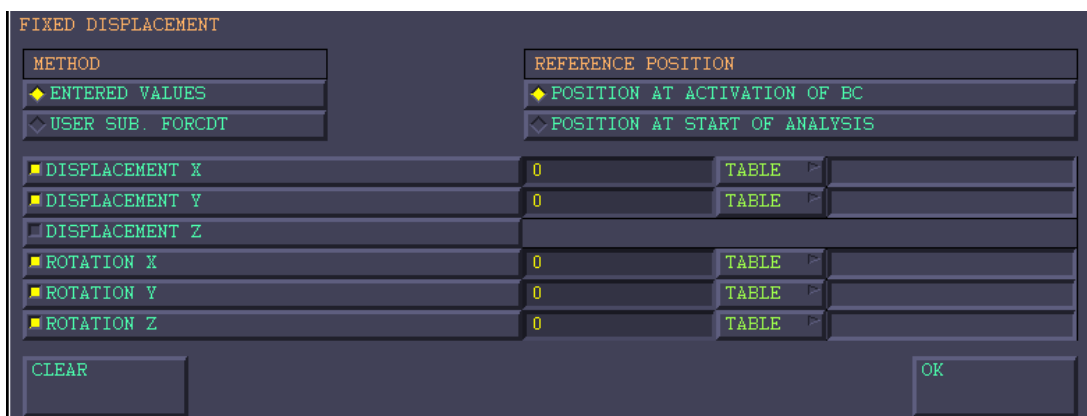 FIXED DISPLACEMENT
METHOD
ENTERED VALUES
USER SUB. FORCDT
REFERENCE POSITION
POSITION AT ACTIVATION OF BC
POSITION AT START OF ANALYSIS
DISPLACEMENT X 0 TABLE
DISPLACEMENT Y 0 TABLE
DISPLACEMENT Z
ROTATION X 0 TABLE
ROTATION Y 0 TABLE
ROTATION Z 0 TABLE
CLEAR OK